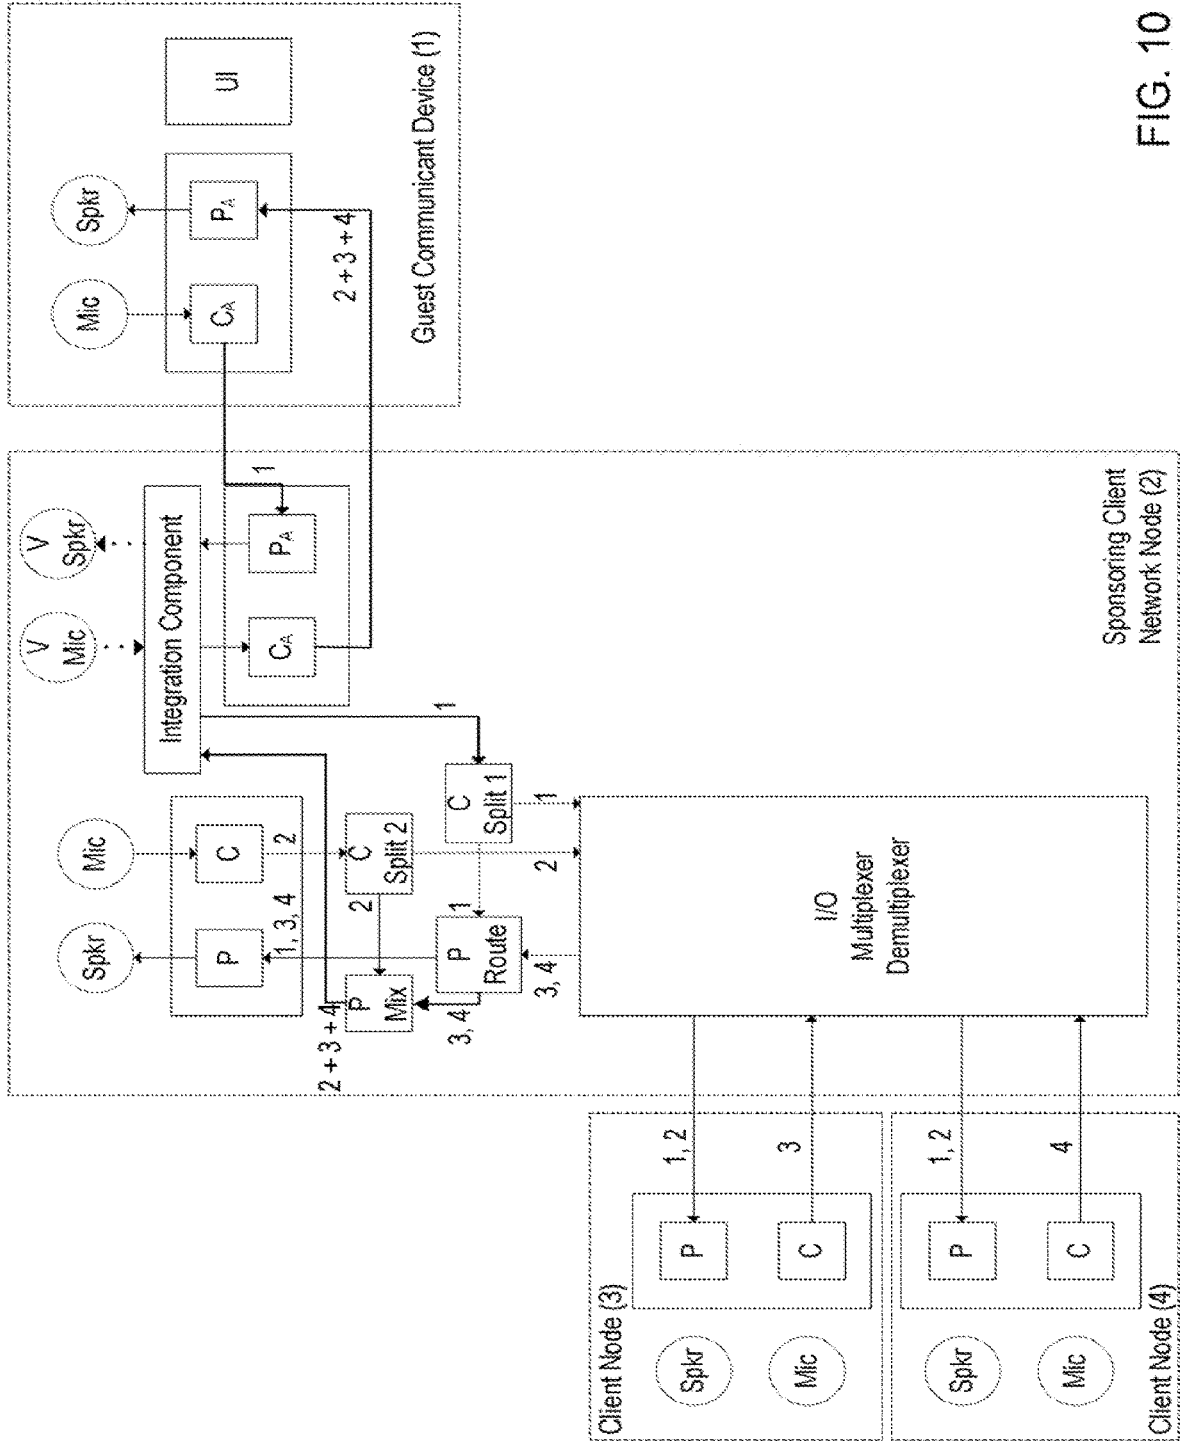 Client Node (3)
Spkr
Mic
P
C
1, 2
3
Client Node (4)
Spkr
Mic
P
C
1, 2
4
Spkr
Mic
P
C
1, 3, 4
2
2 + 3 + 4
P
Mix
2
C
Split 2
3, 4
P
Route
1
C
Split 1
1
3, 4
2
1
I/O
Multiplexer
Demultiplexer
V
Mic
V
Spkr
Integration Component
CA
PA
1
Sponsoring Client
Network Node (2)
Mic
Spkr
CA
PA
UI
2 + 3 + 4
Guest Communicant Device (1)
FIG. 10